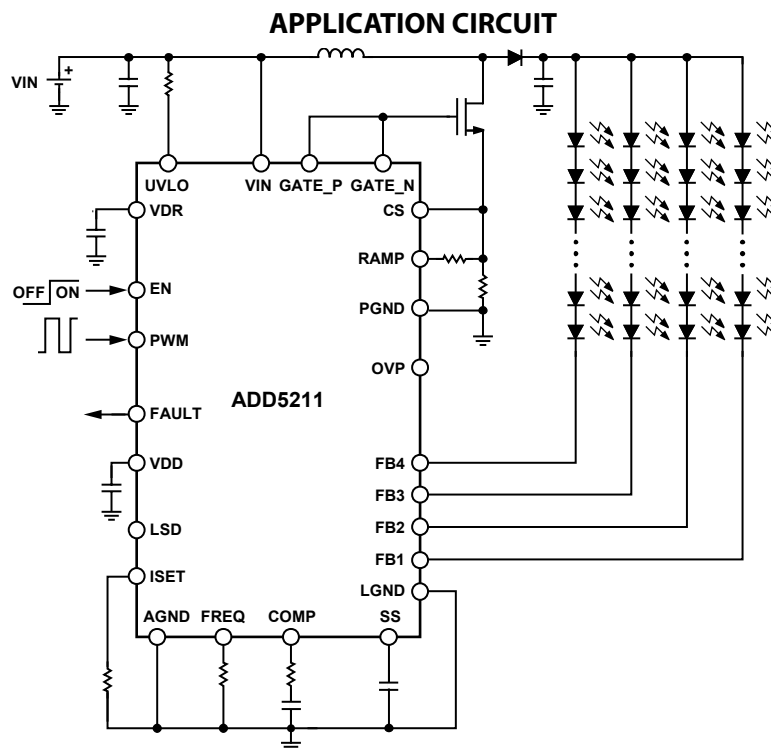 APPLICATION CIRCUIT
VIN
+
UVLO
VIN
GATE_P
GATE_N
VDR
CS
RAMP
EN
OFF
ON
PGND
PWM
OVP
ADD5211
FAULT
VDD
FB4
FB3
LSD
FB2
FB1
ISET
LGND
AGND
FREQ
COMP
SS